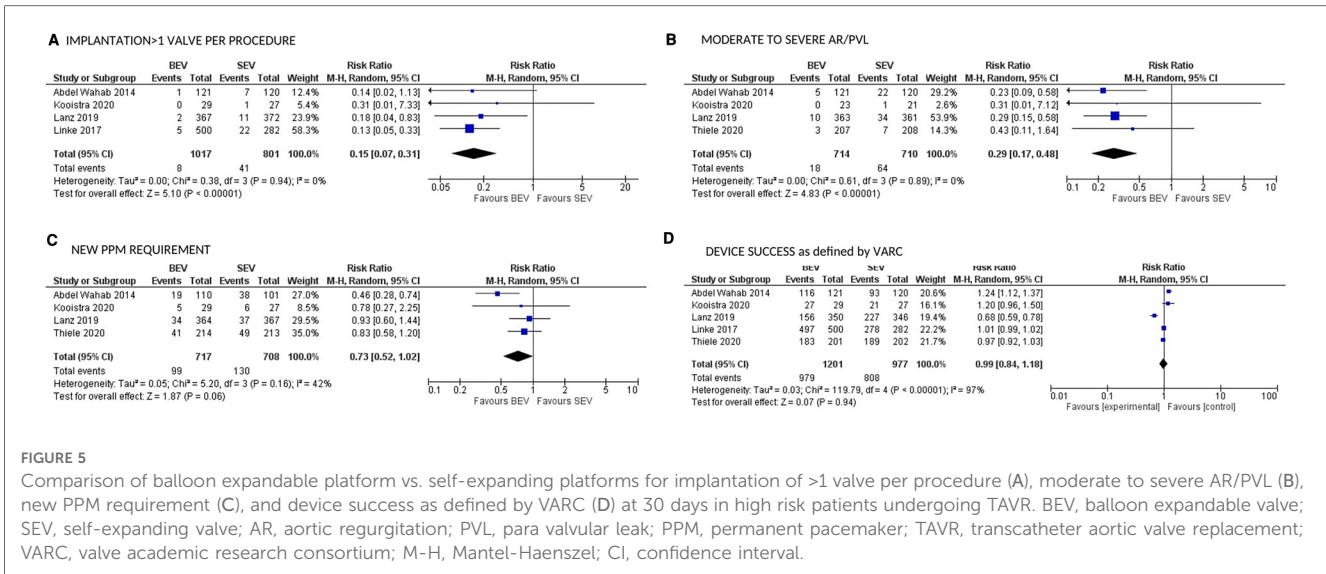 A IMPLANTATION>1 VALVE PER PROCEDURE
BEV SEV Risk Ratio Risk Ratio
Study or Subgroup Events Total Events Total Weight M-H, Random, 95% CI M-H, Random, 95% CI
Abdel Wahab 2014 1 121 7 120 12.4% 0.14 [0.02, 1.13]
Kooistra 2020 0 29 1 27 5.4% 0.31 [0.01, 7.33]
Lanz 2019 2 367 11 372 23.9% 0.18 [0.04, 0.83]
Linke 2017 5 500 22 282 58.3% 0.13 [0.05, 0.33]
Total (95% CI) 1017 801 100.0% 0.15 [0.07, 0.31]
Total events 8 41
Heterogeneity: Tau² = 0.00; Chi² = 0.38, df = 3 (P = 0.94); I² = 0%
Test for overall effect: Z = 5.10 (P < 0.00001)
0.05 0.2 1 5 20
Favours BEV Favours SEV
B MODERATE TO SEVERE AR/PVL
BEV SEV Risk Ratio Risk Ratio
Study or Subgroup Events Total Events Total Weight M-H, Random, 95% CI M-H, Random, 95% CI
Abdel Wahab 2014 5 121 22 120 29.2% 0.23 [0.09, 0.58]
Kooistra 2020 0 23 1 21 2.6% 0.31 [0.01, 7.12]
Lanz 2019 10 363 34 361 53.9% 0.29 [0.15, 0.58]
Thiele 2020 3 207 7 208 14.3% 0.43 [0.11, 1.64]
Total (95% CI) 714 710 100.0% 0.29 [0.17, 0.48]
Total events 18 64
Heterogeneity: Tau² = 0.00; Chi² = 0.61, df = 3 (P = 0.89); I² = 0%
Test for overall effect: Z = 4.83 (P < 0.00001)
0.1 0.2 0.5 1 2 5 10
Favours BEV Favours SEV
C NEW PPM REQUIREMENT
BEV SEV Risk Ratio Risk Ratio
Study or Subgroup Events Total Events Total Weight M-H, Random, 95% CI M-H, Random, 95% CI
Abdel Wahab 2014 19 110 38 101 27.0% 0.46 [0.28, 0.74]
Kooistra 2020 5 29 6 27 8.5% 0.78 [0.27, 2.25]
Lanz 2019 34 364 37 367 29.5% 0.93 [0.60, 1.44]
Thiele 2020 41 214 49 213 35.0% 0.83 [0.58, 1.20]
Total (95% CI) 717 708 100.0% 0.73 [0.52, 1.02]
Total events 99 130
Heterogeneity: Tau² = 0.05; Chi² = 5.20, df = 3 (P = 0.16); I² = 42%
Test for overall effect: Z = 1.87 (P = 0.06)
0.1 0.2 0.5 1 2 5 10
Favours BEV Favours SEV
D DEVICE SUCCESS as defined by VARC
BEV SEV Risk Ratio Risk Ratio
Study or Subgroup Events Total Events Total Weight M-H, Random, 95% CI M-H, Random, 95% CI
Abdel Wahab 2014 116 121 93 120 20.6% 1.24 [1.12, 1.37]
Kooistra 2020 27 29 21 27 16.1% 1.20 [0.96, 1.50]
Lanz 2019 156 350 227 346 19.4% 0.68 [0.59, 0.78]
Linke 2017 497 500 278 282 22.2% 1.01 [0.99, 1.02]
Thiele 2020 183 201 189 202 21.7% 0.97 [0.92, 1.03]
Total (95% CI) 1201 977 100.0% 0.99 [0.84, 1.18]
Total events 979 808
Heterogeneity: Tau² = 0.03; Chi² = 119.79, df = 4 (P < 0.00001); I² = 97%
Test for overall effect: Z = 0.07 (P = 0.94)
0.01 0.1 1 10 100
Favours [experimental] Favours [control]
FIGURE 5
Comparison of balloon expandable platform vs. self-expanding platforms for implantation of >1 valve per procedure (A), moderate to severe AR/PVL (B),
new PPM requirement (C), and device success as defined by VARC (D) at 30 days in high risk patients undergoing TAVR. BEV, balloon expandable valve;
SEV, self-expanding valve; AR, aortic regurgitation; PVL, para valvular leak; PPM, permanent pacemaker; TAVR, transcatheter aortic valve replacement;
VARC, valve academic research consortium; M-H, Mantel-Haenszel; CI, confidence interval.